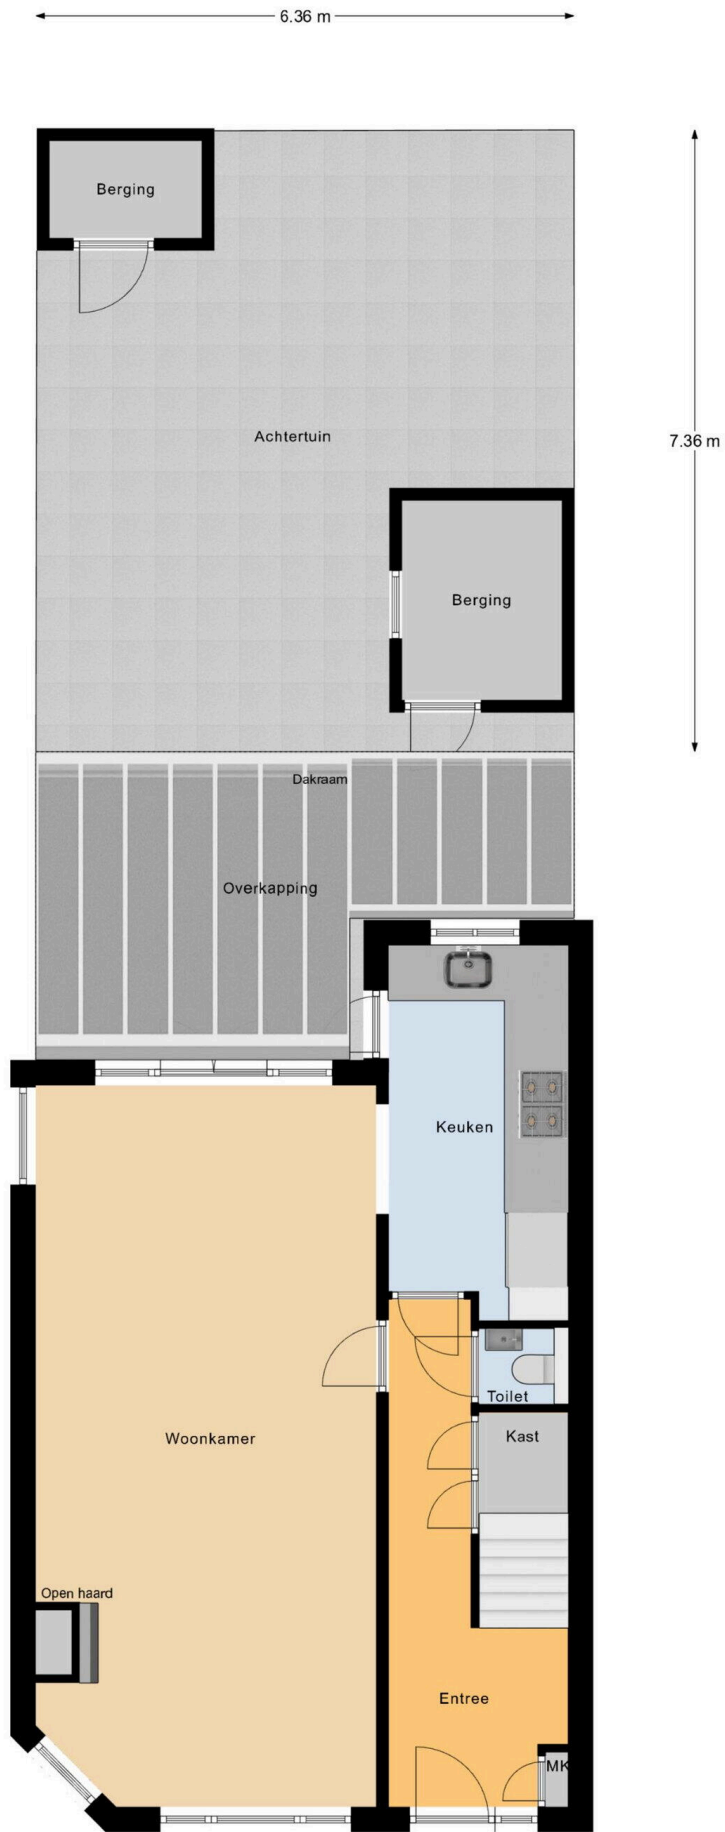 6.36 m
Berging
Achtertuin
7.36 m
Berging
Dakraam
Overkapping
Keuken
Toilet
Kast
Woonkamer
Open haard
Entree
MK